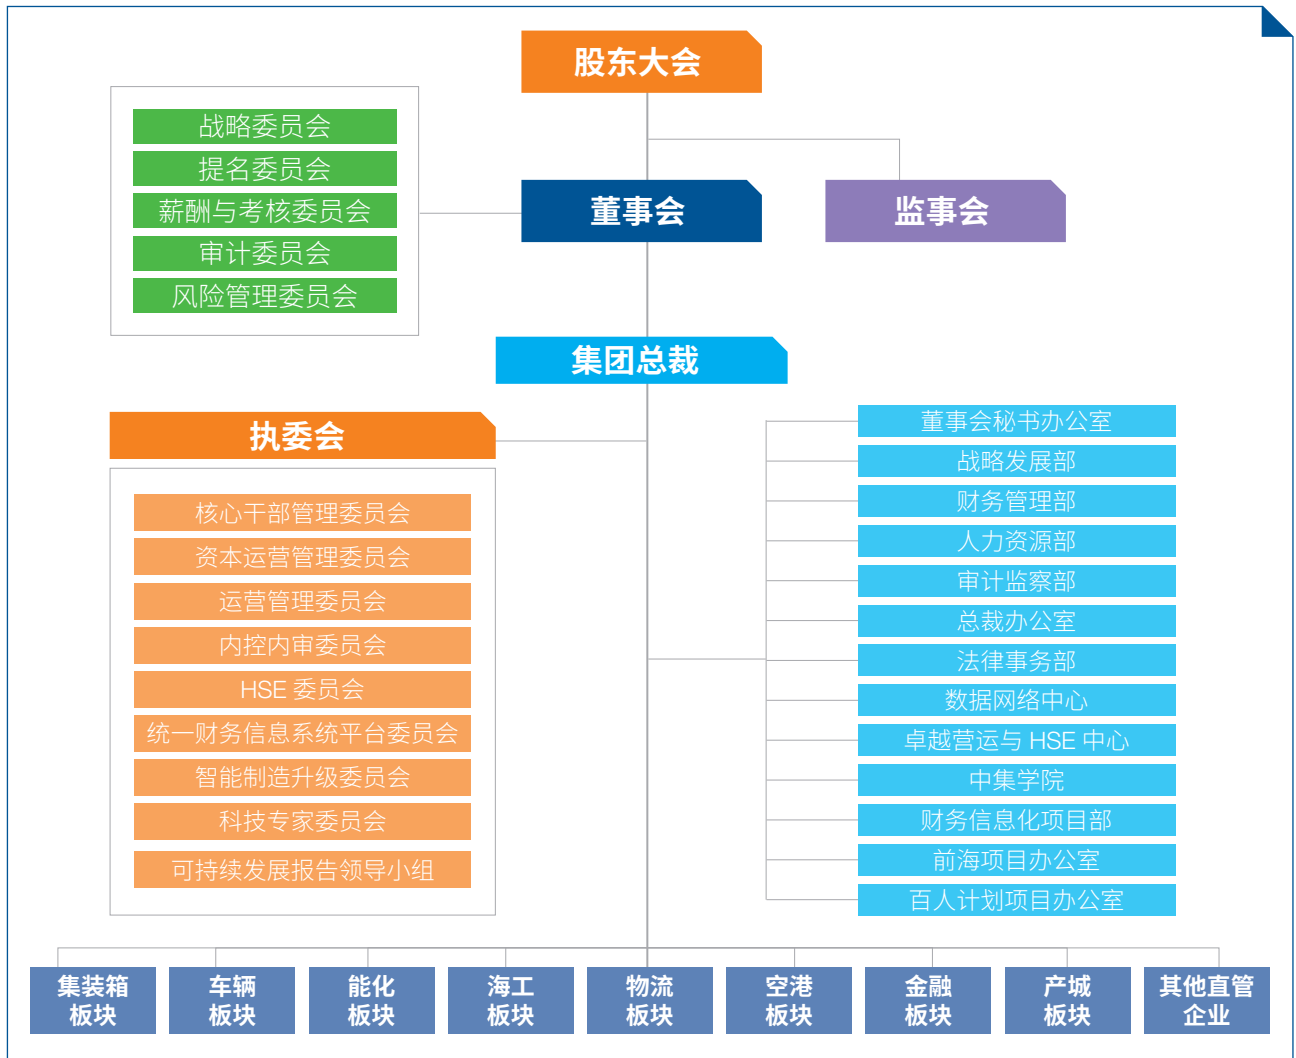 股东大会
战略委员会
提名委员会
薪酬与考核委员会
审计委员会
风险管理委员会
董事会
监事会
集团总裁
执委会
核心干部管理委员会
资本运营管理委员会
运营管理委员会
内控内审委员会
HSE 委员会
统一财务信息系统平台委员会
智能制造升级委员会
科技专家委员会
可持续发展报告领导小组
董事会秘书办公室
战略发展部
财务管理部
人力资源部
审计监察部
总裁办公室
法律事务部
数据网络中心
卓越营运与 HSE 中心
中集学院
财务信息化项目部
前海项目办公室
百人计划项目办公室
集装箱
板块
车辆
板块
能化
板块
海工
板块
物流
板块
空港
板块
金融
板块
产城
板块
其他直管
企业